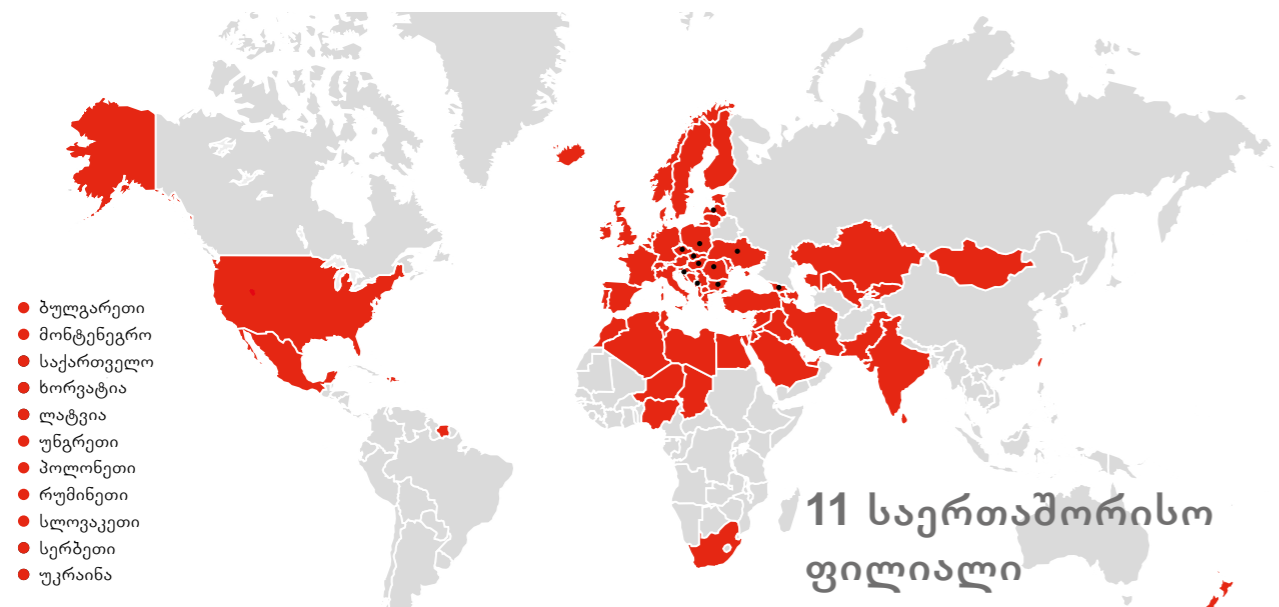 ბულგარეთი
მონტენეგრო
საქართველო
ხორვატია
ლატვია
უნგრეთი
პოლონეთი
რუმინეთი
სლოვაკეთი
სერბეთი
უკრაინა
11 საერთაშორისო
ფილიალი